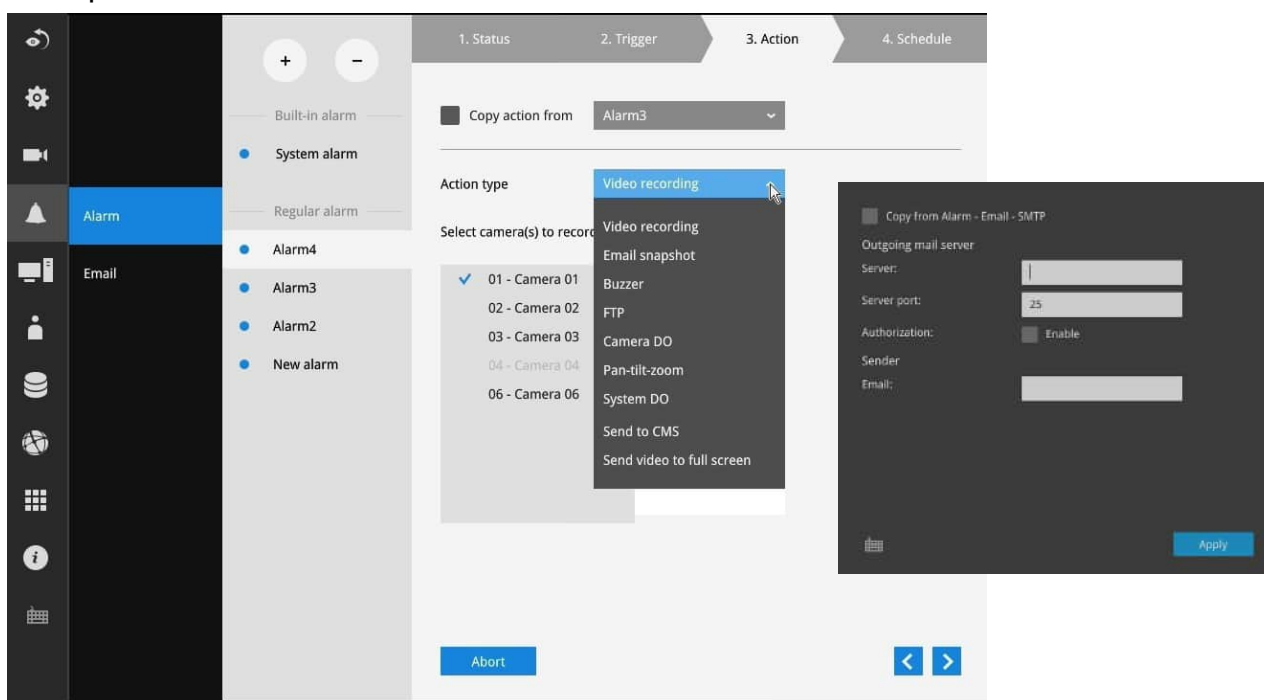 1. Status
2. Trigger
3. Action
4. Schedule
+
-
Built-in alarm
System alarm
Regular alarm
Alarm4
Alarm3
Alarm2
New alarm
Alarm
Email
Copy action from
Alarm3
Action type
Video recording
Select camera(s) to record
01 - Camera 01
02 - Camera 02
03 - Camera 03
04 - Camera 04
06 - Camera 06
Video recording
Email snapshot
Buzzer
FTP
Camera DO
Pan-tilt-zoom
System DO
Send to CMS
Send video to full screen
Abort
Copy from Alarm - Email - SMTP
Outgoing mail server
Server:
Server port:
25
Authorization:
Enable
Sender
Email:
Apply